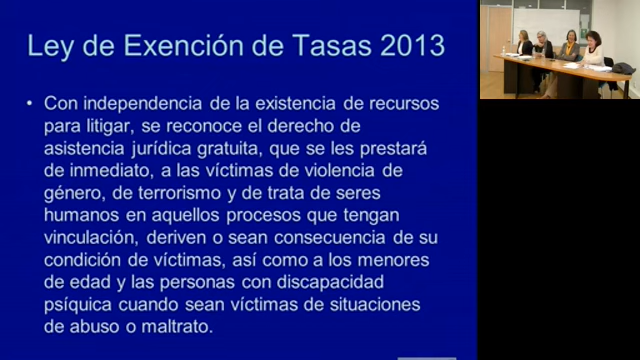 Ley de Exención de Tasas 2013
• Con independencia de la existencia de recursos
para litigar, se reconoce el derecho de
asistencia jurídica gratuita, que se les prestará
de inmediato, a las víctimas de violencia de
género, de terrorismo y de trata de seres
humanos en aquellos procesos que tengan
vinculación, deriven o sean consecuencia de su
condición de víctimas, así como a los menores
de edad y las personas con discapacidad
psíquica cuando sean víctimas de situaciones
de abuso o maltrato.